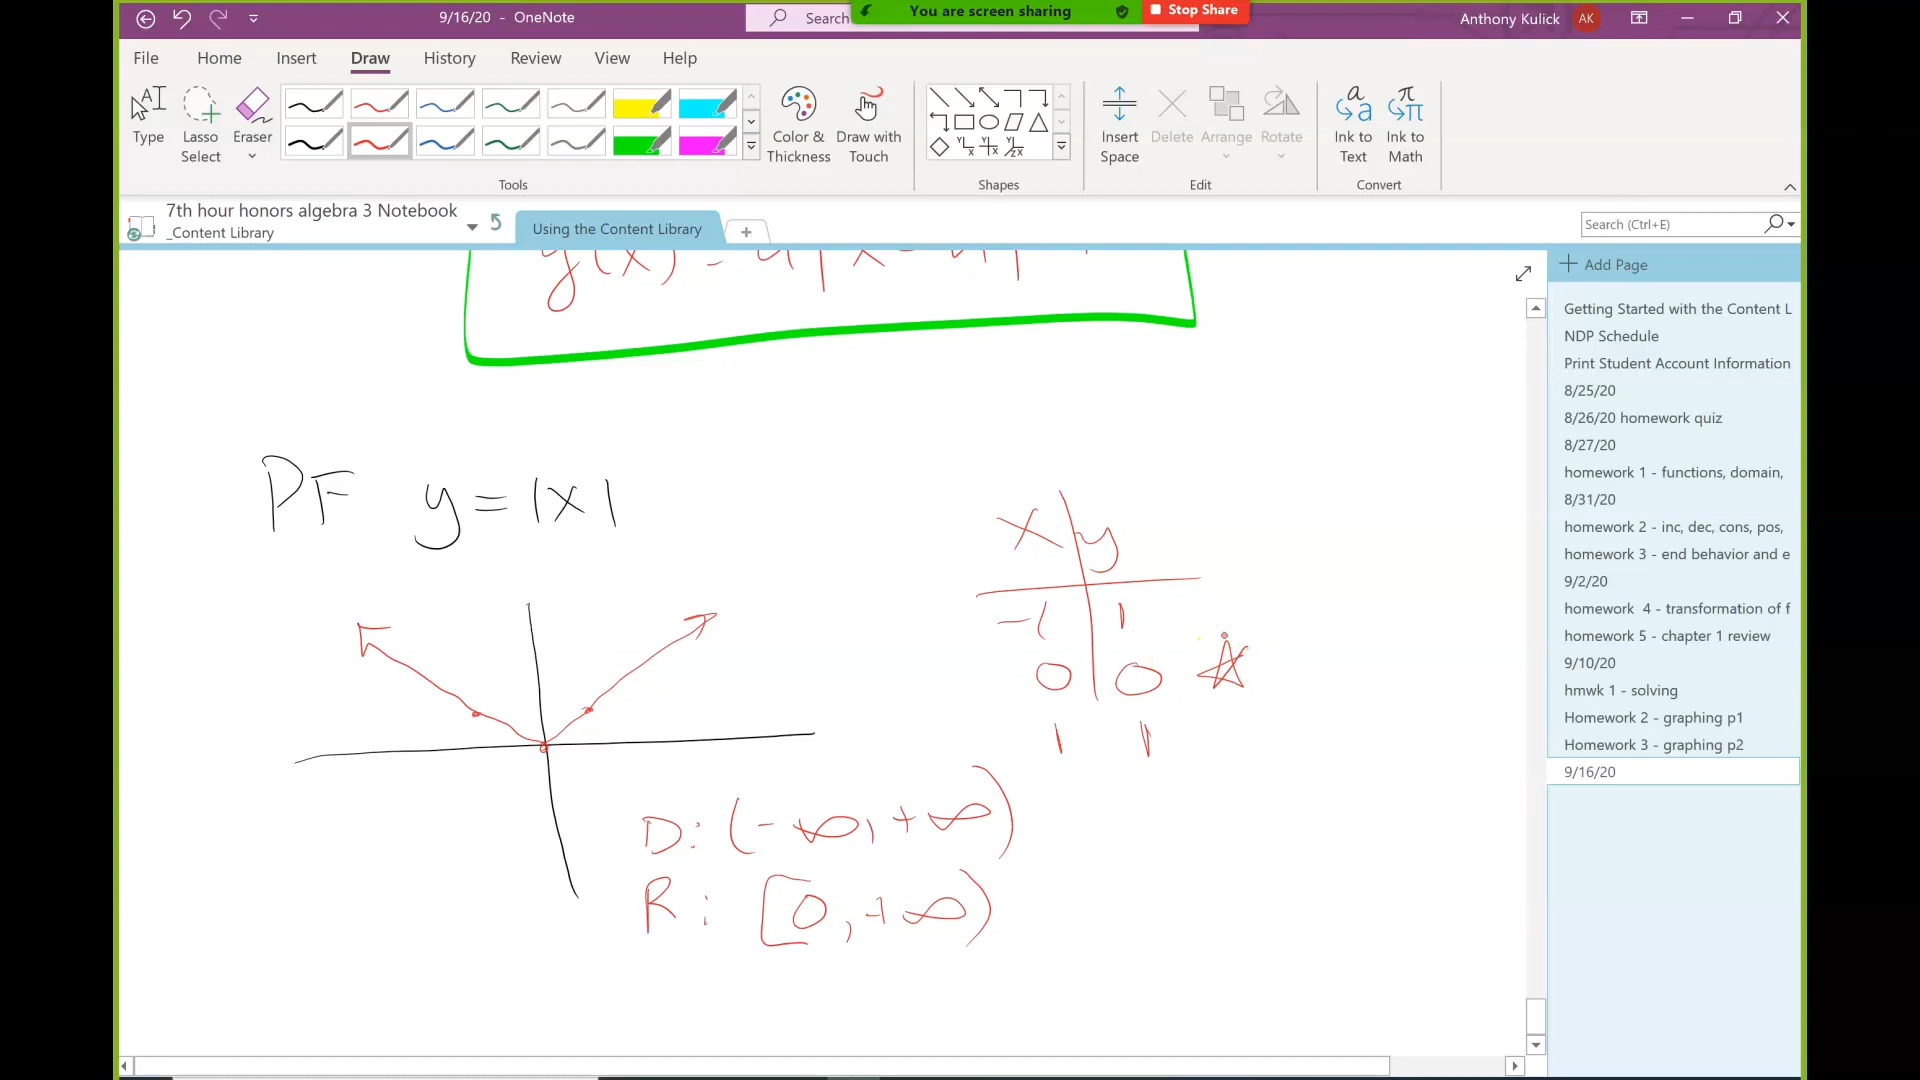 9/16/20 - OneNote
Search
You are screen sharing
Stop Share
Anthony Kulick
AK
File Home Insert Draw History Review View Help
Type
Lasso Select
Eraser
Color & Thickness
Draw with Touch
Insert Space
Delete
Arrange
Rotate
Ink to Text
Ink to Math
Tools
Shapes
Edit
Convert
7th hour honors algebra 3 Notebook
_Content Library
Using the Content Library
Search (Ctrl+E)
Add Page
Getting Started with the Content L
NDP Schedule
Print Student Account Information
8/25/20
8/26/20 homework quiz
8/27/20
homework 1 - functions, domain,
8/31/20
homework 2 - inc, dec, cons, pos,
homework 3 - end behavior and e
9/2/20
homework 4 - transformation of f
homework 5 - chapter 1 review
9/10/20
hmwk 1 - solving
Homework 2 - graphing p1
Homework 3 - graphing p2
9/16/20
PF y = |x|
x y
-1 1
0 0
1 1
D: (-∞, +∞)
R: [0, +∞)